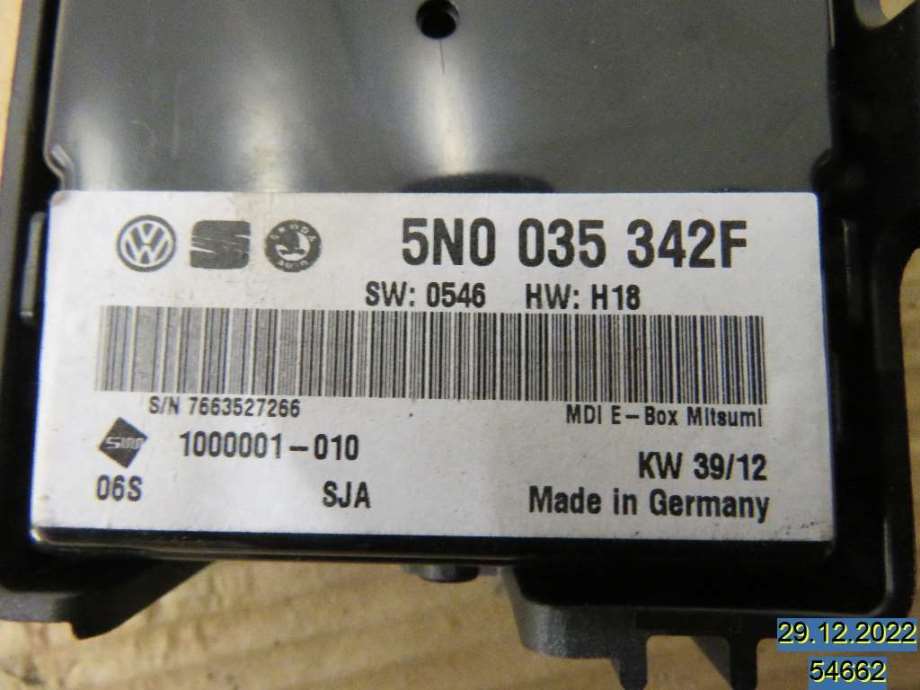 5N0 035 342F
SW: 0546 HW: H18
S/N 7663527266
MDI E-Box Mitsumi
1000001-010
KW 39/12
06S SJA Made in Germany
29.12.2022
54662